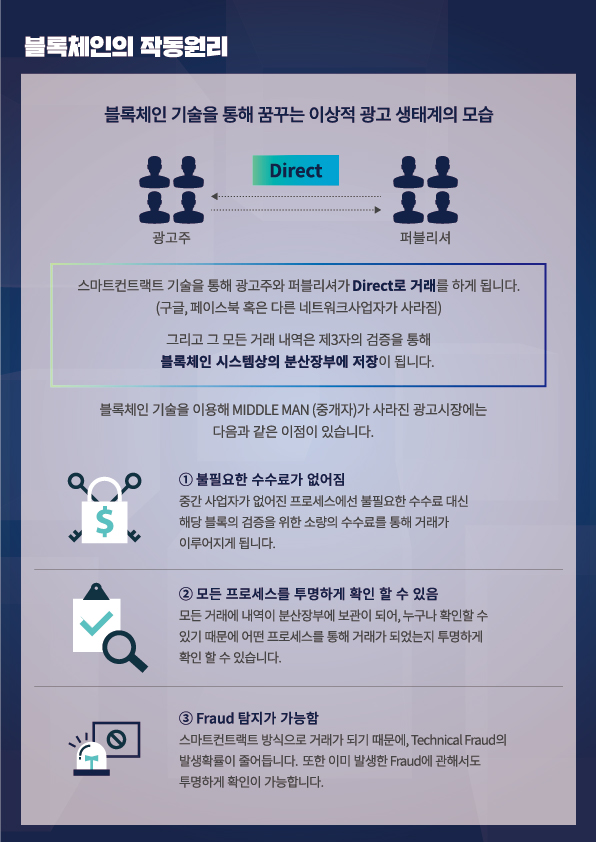 블록체인의 작동원리
블록체인 기술을 통해 꿈꾸는 이상적 광고 생태계의 모습
Direct
광고주
퍼블리셔
스마트컨트랙트 기술을 통해 광고주와 퍼블리셔가 Direct로 거래를 하게 됩니다.
(구글, 페이스북 혹은 다른 네트워크사업자가 사라짐)
그리고 그 모든 거래 내역은 제3자의 검증을 통해
블록체인 시스템상의 분산장부에 저장이 됩니다.
블록체인 기술을 이용해 MIDDLE MAN (중개자)가 사라진 광고시장에는
다음과 같은 이점이 있습니다.
① 불필요한 수수료가 없어짐
중간 사업자가 없어진 프로세스에선 불필요한 수수료 대신
해당 블록의 검증을 위한 소량의 수수료를 통해 거래가
이루어지게 됩니다.
$
② 모든 프로세스를 투명하게 확인 할 수 있음
모든 거래에 내역이 분산장부에 보관이 되어, 누구나 확인할 수
있기 때문에 어떤 프로세스를 통해 거래가 되었는지 투명하게
확인 할 수 있습니다.
③ Fraud 탐지가 가능함
스마트컨트랙트 방식으로 거래가 되기 때문에, Technical Fraud의
발생확률이 줄어듭니다. 또한 이미 발생한 Fraud에 관해서도
투명하게 확인이 가능합니다.